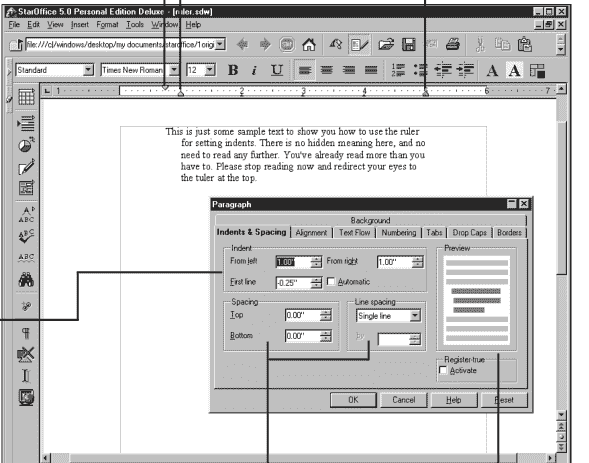 StarOffice 5.0 Personal Edition Deluxe - [ruler.sdw]
File Edit View Insert Format Tools Window Help
file:///c|/windows/desktop/my documents/staroffice/1origi
Standard Times New Roman 12 B i U A A
1 1 2 3 4 6 7
This is just some sample text to show you how to use the ruler
for setting indents. There is no hidden meaning here, and no
need to read any further. You've already read more than you
have to. Please stop reading now and redirect your eyes to
the ruler at the top.
Paragraph
Background
Indents & Spacing Alignment Text Flow Numbering Tabs Drop Caps Borders
Indent Preview
From left 1.00" From right 1.00"
First line -0.25" Automatic
Spacing Line spacing
Top 0.00" Single line
Bottom 0.00" by
Register-true
Activate
OK Cancel Help Reset
A
ABC
ABC
ABC